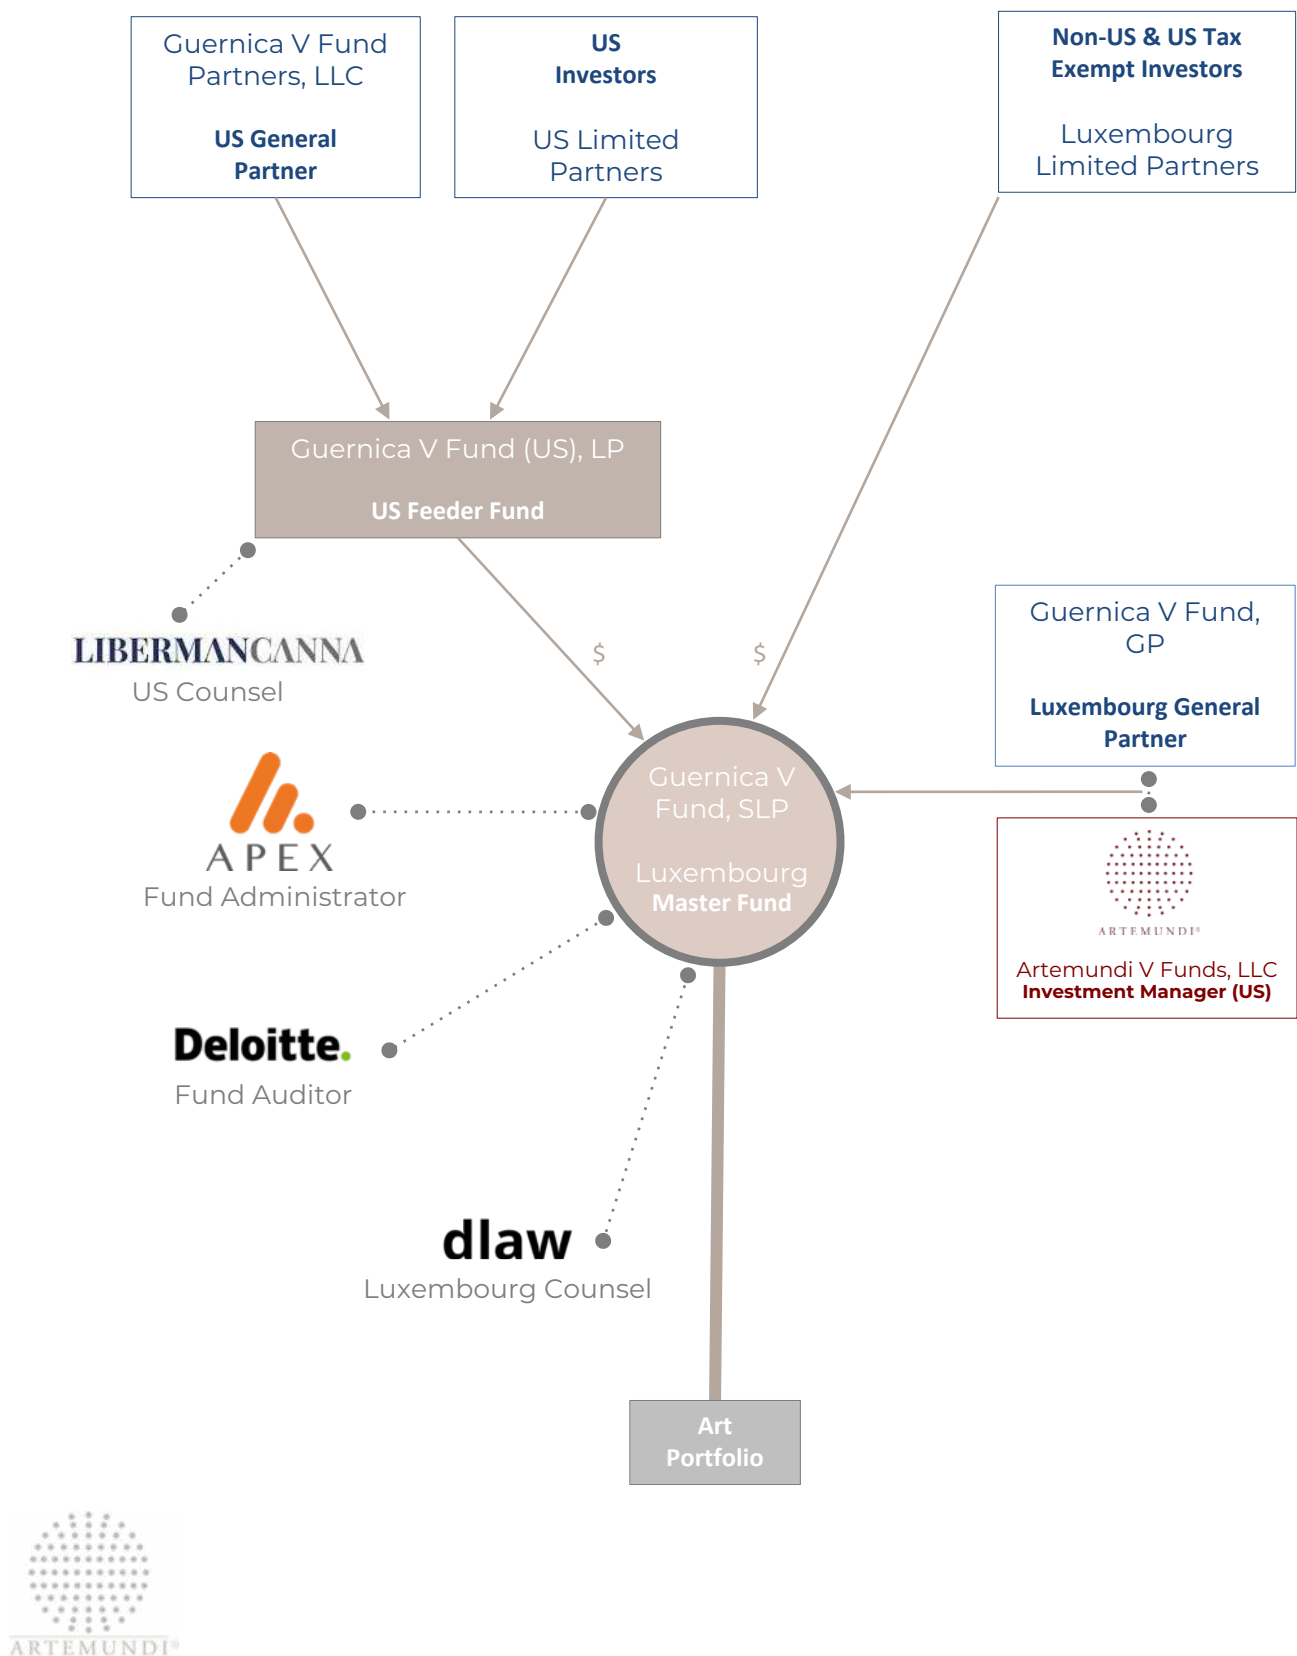 Guernica V Fund
Partners, LLC
US General
Partner
US
Investors
US Limited
Partners
Non-US & US Tax
Exempt Investors
Luxembourg
Limited Partners
Guernica V Fund (US), LP
US Feeder Fund
LIBERMANCANNA
US Counsel
$
$
Guernica V Fund,
GP
Luxembourg General
Partner
APEX
Fund Administrator
Guernica V
Fund, SLP
Luxembourg
Master Fund
ARTEMUNDI®
Artemundi V Funds, LLC
Investment Manager (US)
Deloitte.
Fund Auditor
dlaw
Luxembourg Counsel
Art
Portfolio
ARTEMUNDI®